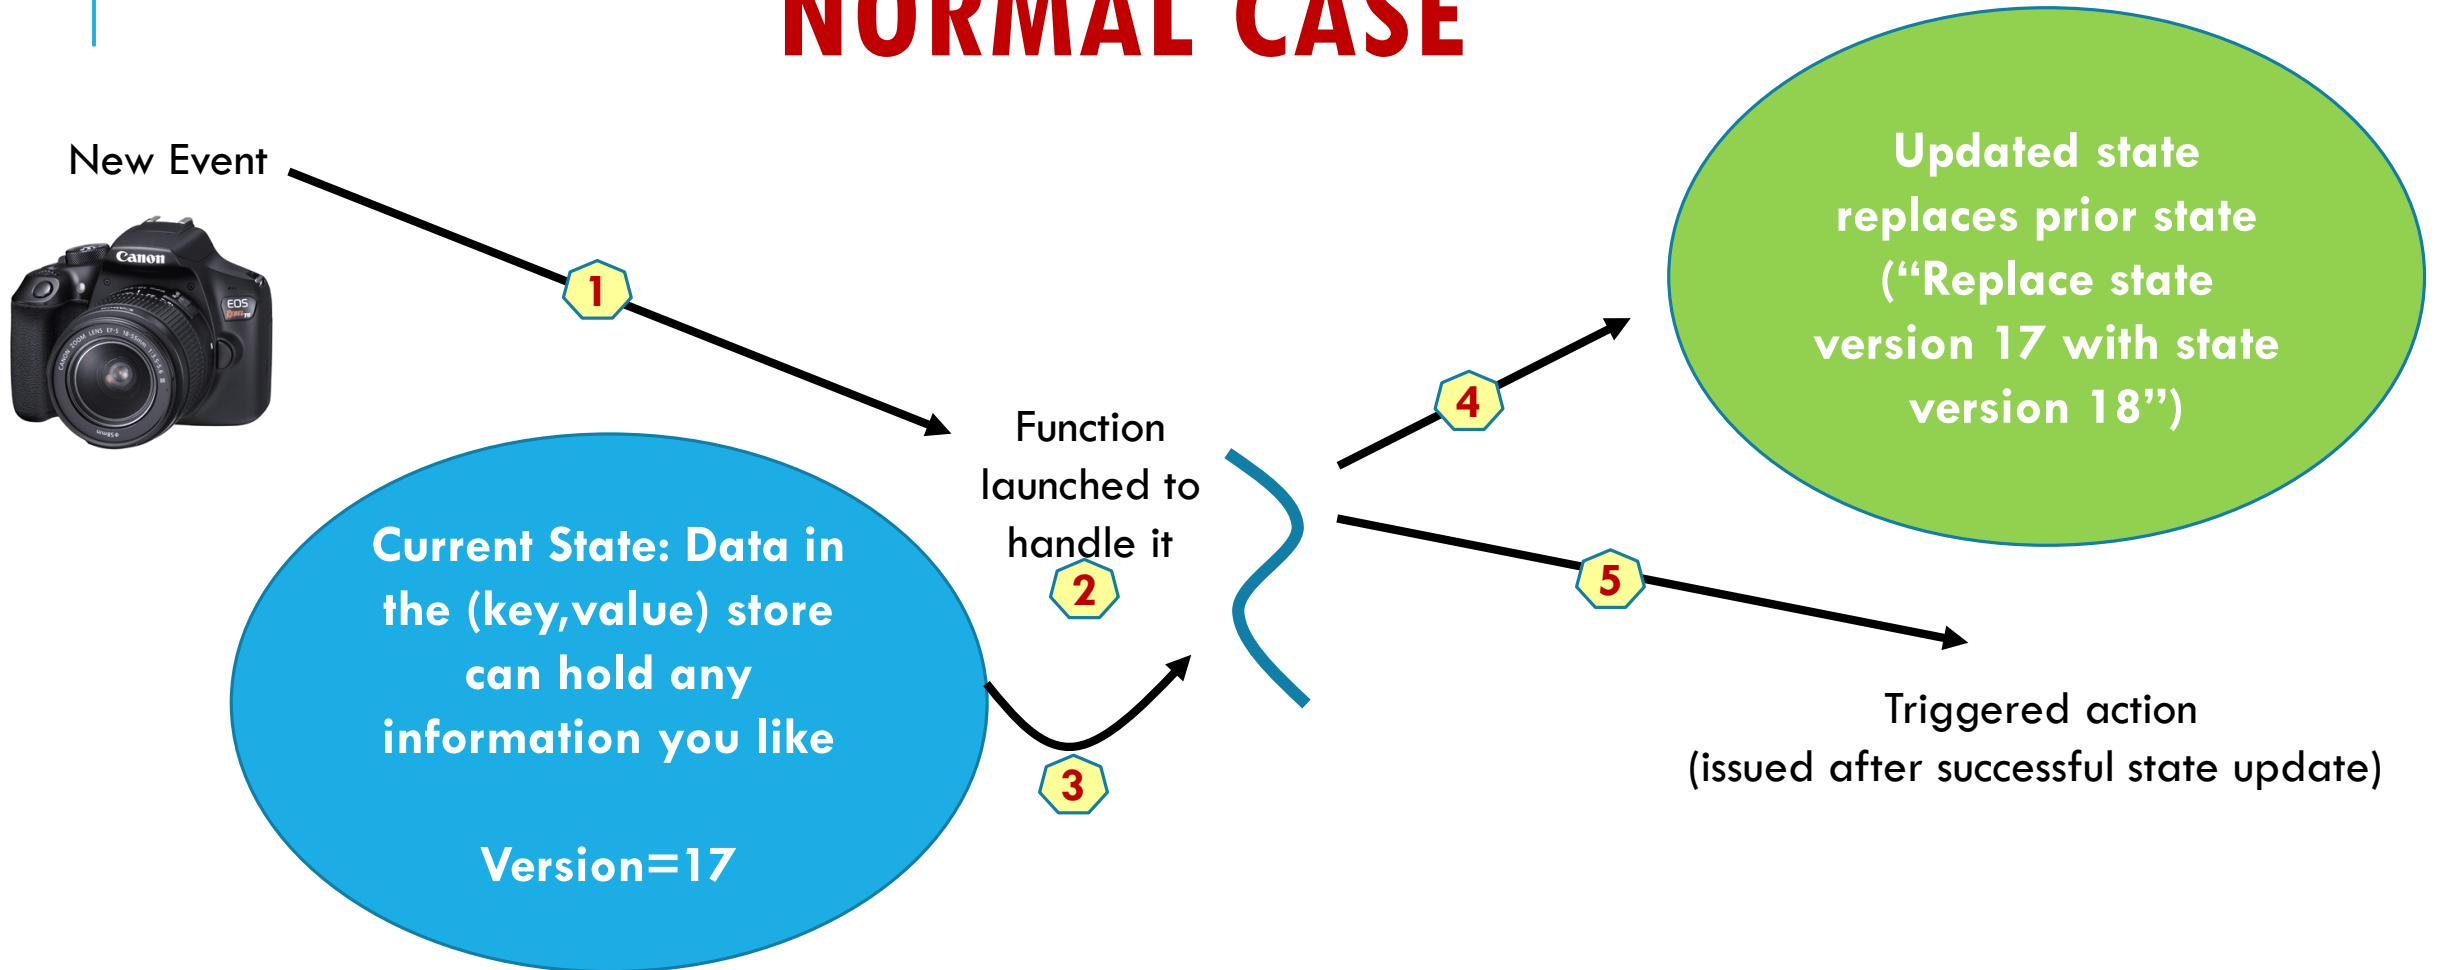 NORMAL CASE
New Event
Canon
EOS
1
Function
launched to
handle it
2
Current State: Data in
the (key,value) store
can hold any
information you like
Version=17
3
4
Updated state
replaces prior state
(“Replace state
version 17 with state
version 18”)
5
Triggered action
(issued after successful state update)